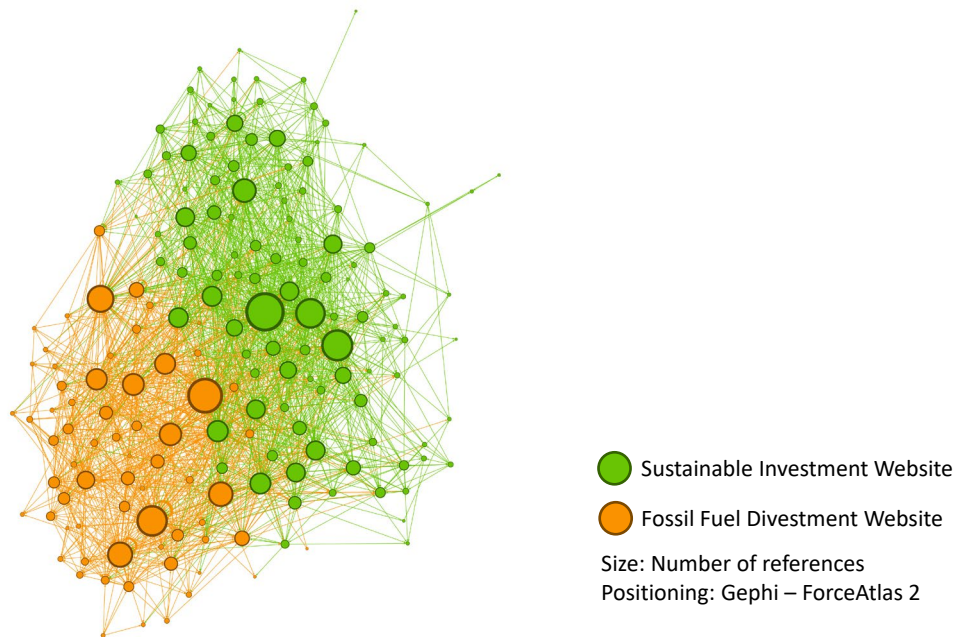 Sustainable Investment Website
Fossil Fuel Divestment Website
Size: Number of references
Positioning: Gephi – ForceAtlas 2